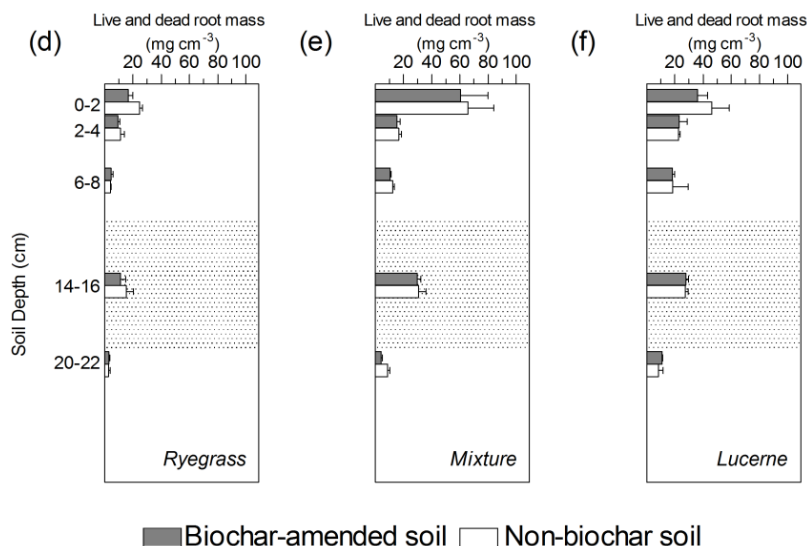 Live and dead root mass
(mg cm⁻³)
(d)
20 40 60 80 100
Live and dead root mass
(mg cm⁻³)
(e)
20 40 60 80 100
Live and dead root mass
(mg cm⁻³)
(f)
20 40 60 80 100
Soil Depth (cm)
0-2
2-4
6-8
14-16
20-22
Ryegrass
Mixture
Lucerne
Biochar-amended soil
Non-biochar soil